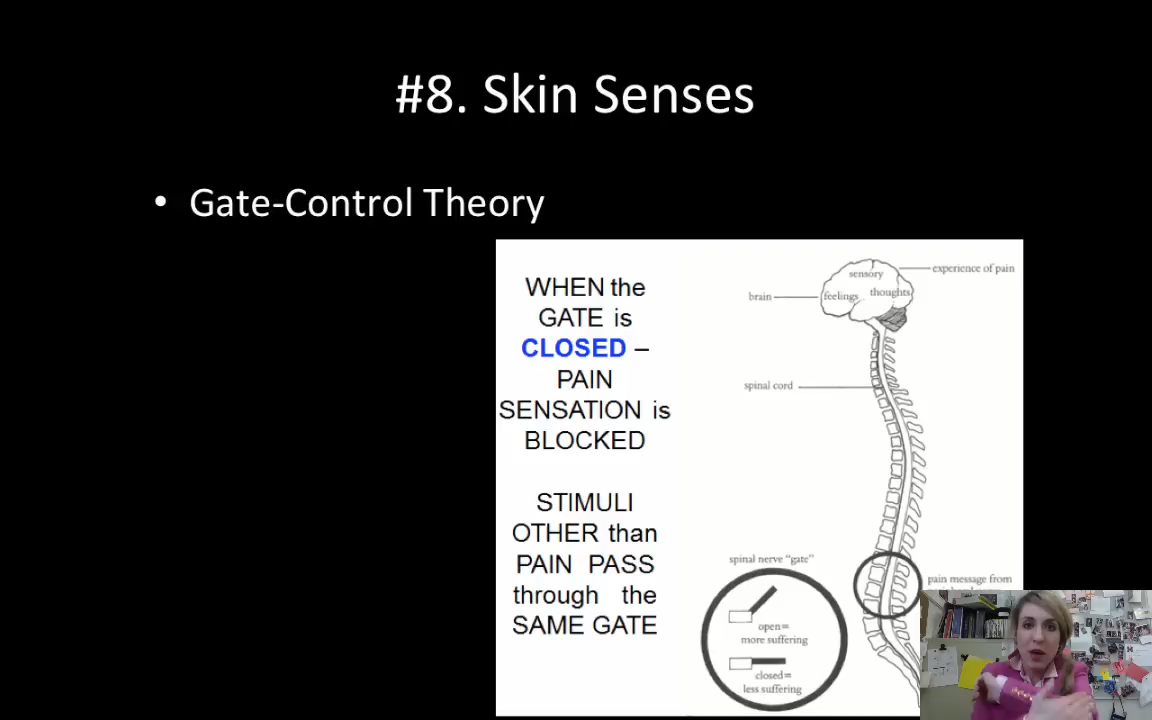 #8. Skin Senses
• Gate-Control Theory
WHEN the
GATE is
CLOSED –
PAIN
SENSATION is
BLOCKED
STIMULI
OTHER than
PAIN PASS
through the
SAME GATE
experience of pain
sensory
brain
feelings
thoughts
spinal cord
spinal nerve “gate”
pain message from
open=
more suffering
closed=
less suffering